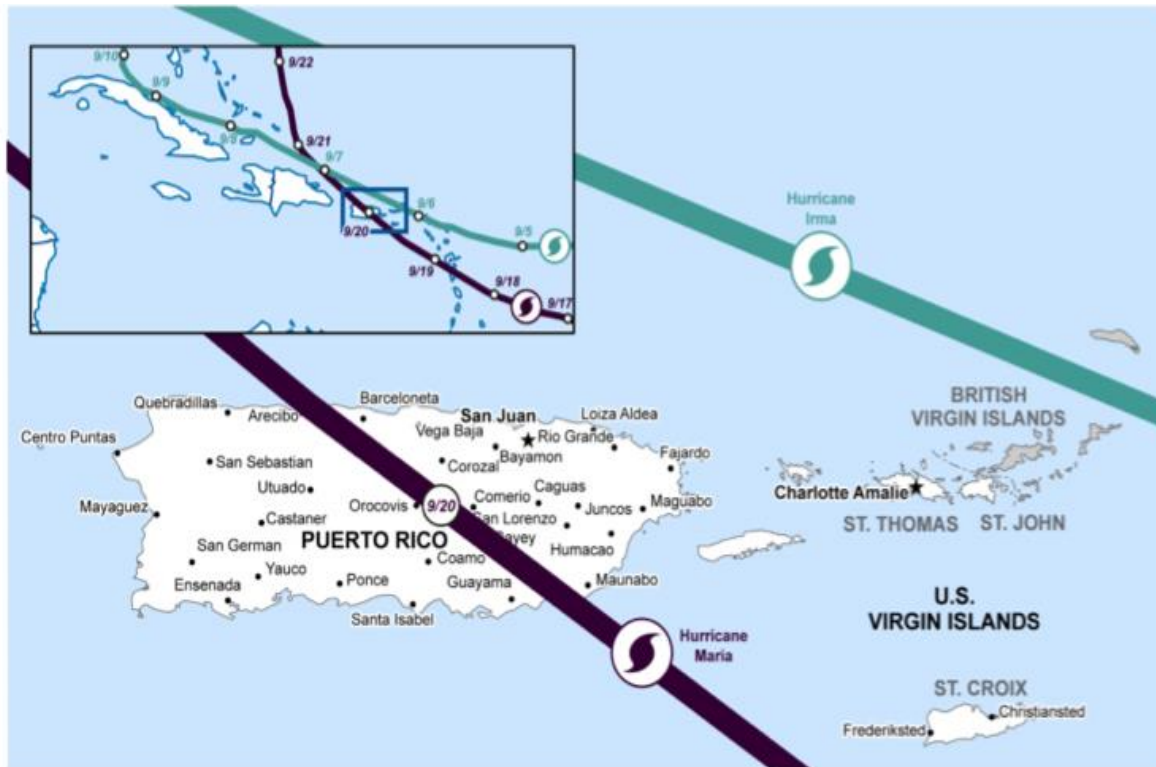 9/10
9/9
9/8
9/22
9/21
9/7
9/20
9/6
9/5
9/19
9/18
9/17
Hurricane
Irma
BRITISH
VIRGIN ISLANDS
Quebradillas
Arecibo
Barceloneta
San Juan
Loiza Aldea
Vega Baja
Rio Grande
Centro Puntas
San Sebastian
Corozal
Bayamon
Fajardo
Utuado
Orocovis
9/20
Comerio
Caguas
Maguabo
Mayaguez
Castaner
San Lorenzo
Juncos
PUERTO RICO
San German
Coamo
Humacao
Yauco
Ponce
Guayama
Maunabo
Ensenada
Santa Isabel
Charlotte Amalie
ST. THOMAS
ST. JOHN
U.S.
VIRGIN ISLANDS
Hurricane
Maria
ST. CROIX
Christiansted
Frederiksted